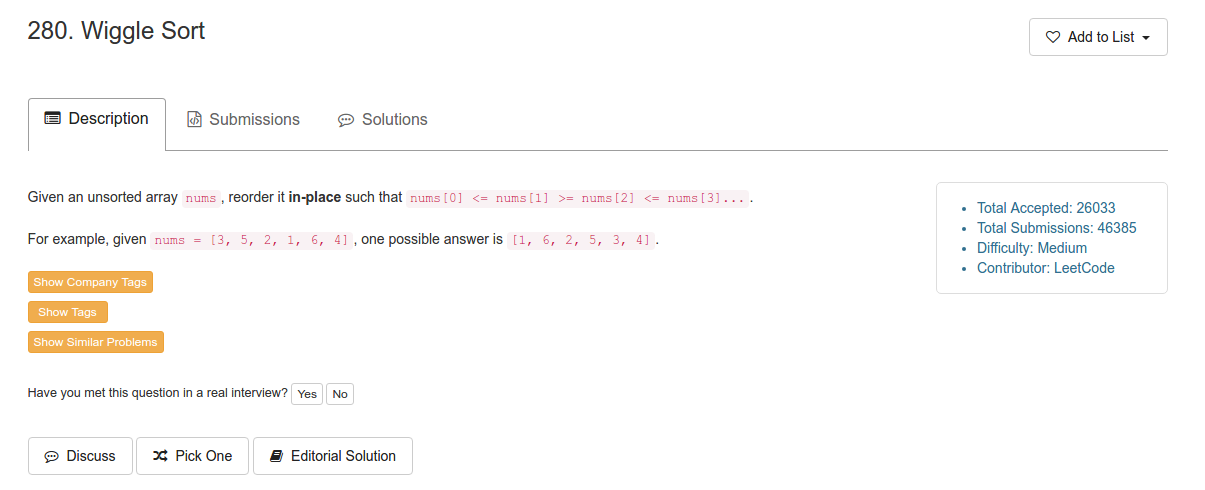 280. Wiggle Sort
Add to List
Description
Submissions
Solutions
Given an unsorted array nums , reorder it in-place such that nums[0] <= nums[1] >= nums[2] <= nums[3]... .
For example, given nums = [3, 5, 2, 1, 6, 4] , one possible answer is [1, 6, 2, 5, 3, 4] .
Total Accepted: 26033
Total Submissions: 46385
Difficulty: Medium
Contributor: LeetCode
Show Company Tags
Show Tags
Show Similar Problems
Have you met this question in a real interview? Yes No
Discuss
Pick One
Editorial Solution